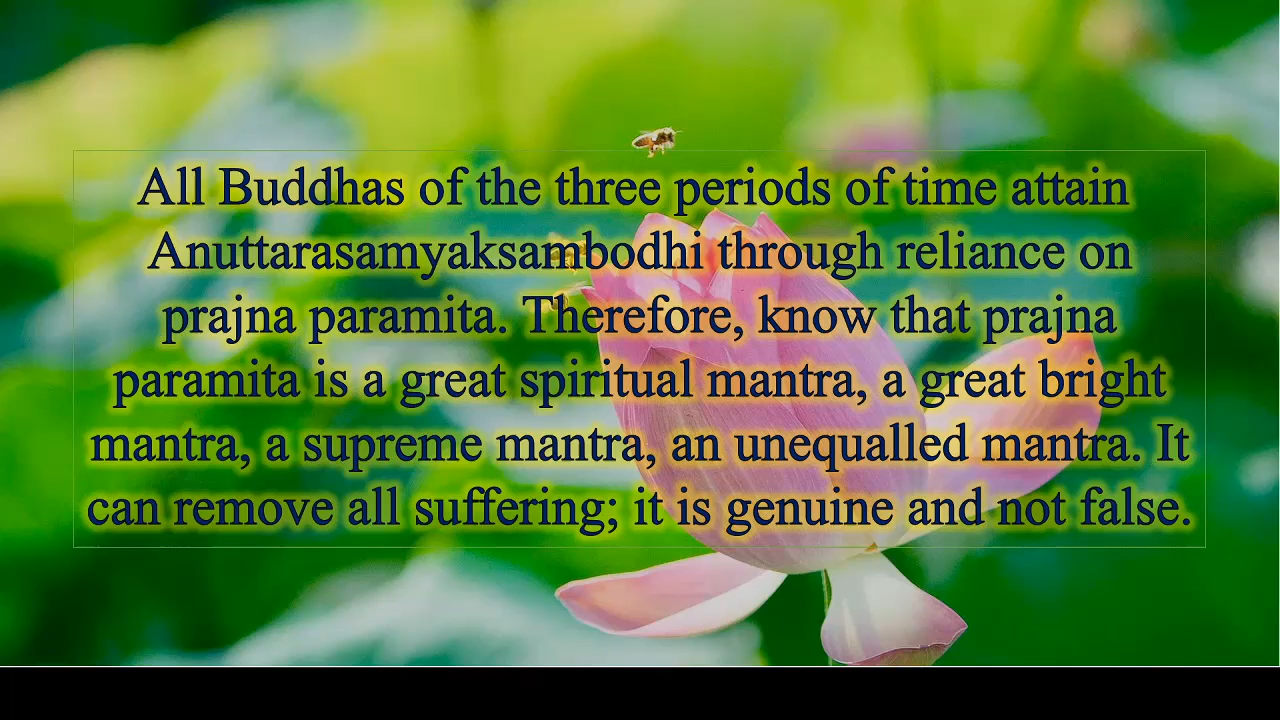 All Buddhas of the three periods of time attain
Anuttarasamyaksambodhi through reliance on
prajna paramita. Therefore, know that prajna
paramita is a great spiritual mantra, a great bright
mantra, a supreme mantra, an unequalled mantra. It
can remove all suffering; it is genuine and not false.